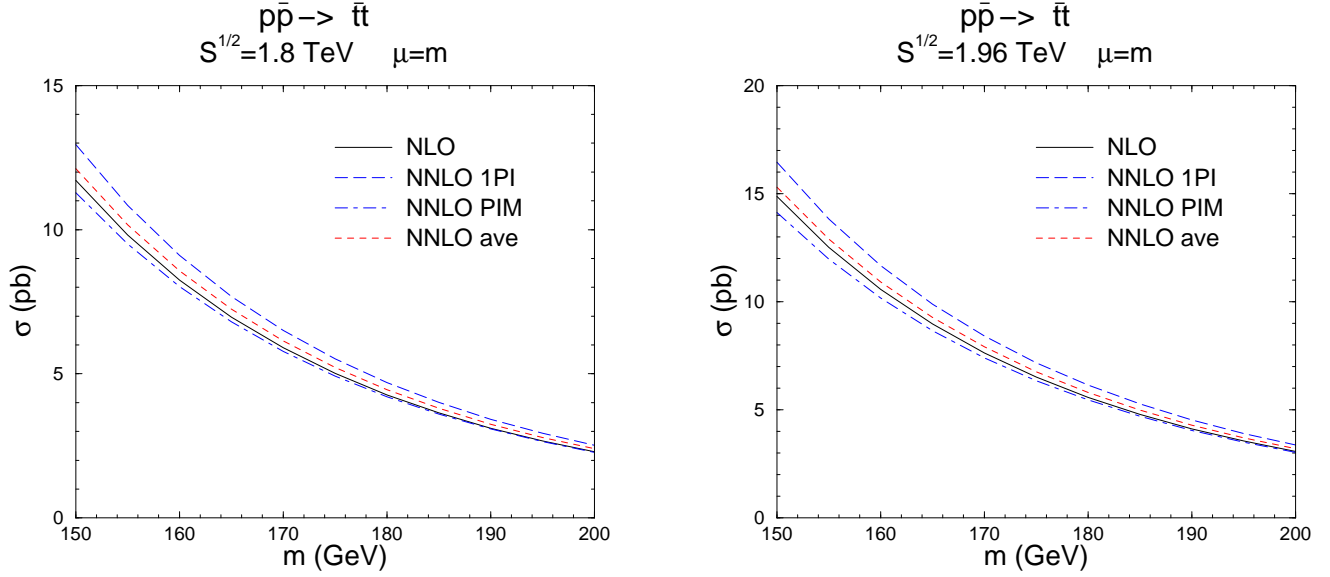 pp̄ −> t̄t
S^1/2=1.8 TeV μ=m
15
10
5
0
σ (pb)
NLO
NNLO 1PI
NNLO PIM
NNLO ave
150 160 170 180 190 200
m (GeV)
pp̄ −> t̄t
S^1/2=1.96 TeV μ=m
20
15
10
5
0
σ (pb)
NLO
NNLO 1PI
NNLO PIM
NNLO ave
150 160 170 180 190 200
m (GeV)